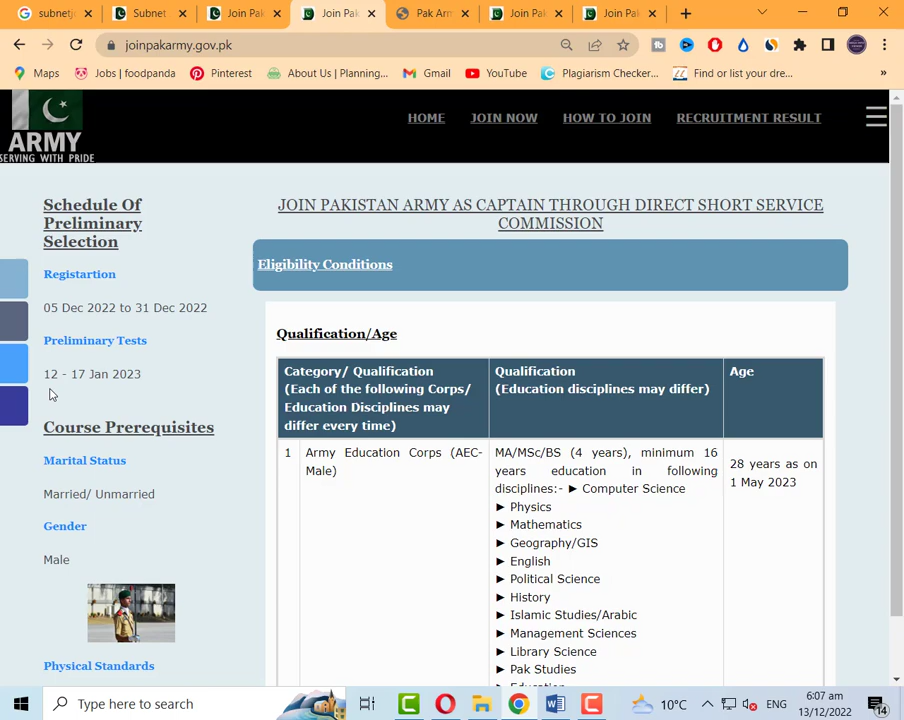 subnetj
Subnet
Join Pak
Join Pak
Pak Arm
Join Pak
Join Pak
joinpakarmy.gov.pk
Maps
Jobs | foodpanda
Pinterest
About Us | Planning...
Gmail
YouTube
Plagiarism Checker...
Find or list your dre...
»
ARMY
SERVING WITH PRIDE
HOME
JOIN NOW
HOW TO JOIN
RECRUITMENT RESULT
Schedule Of
Preliminary
Selection
Registartion
05 Dec 2022 to 31 Dec 2022
Preliminary Tests
12 - 17 Jan 2023
Course Prerequisites
Marital Status
Married/ Unmarried
Gender
Male
Physical Standards
JOIN PAKISTAN ARMY AS CAPTAIN THROUGH DIRECT SHORT SERVICE
COMMISSION
Eligibility Conditions
Qualification/Age
Category/ Qualification
(Each of the following Corps/
Education Disciplines may
differ every time)
Qualification
(Education disciplines may differ)
Age
1 Army Education Corps (AEC-
Male)
MA/MSc/BS (4 years), minimum 16
years education in following
disciplines:- ► Computer Science
► Physics
► Mathematics
► Geography/GIS
► English
► Political Science
► History
► Islamic Studies/Arabic
► Management Sciences
► Library Science
► Pak Studies
► Education
28 years as on
1 May 2023
Type here to search
10°C
ENG
6:07 am
13/12/2022
14